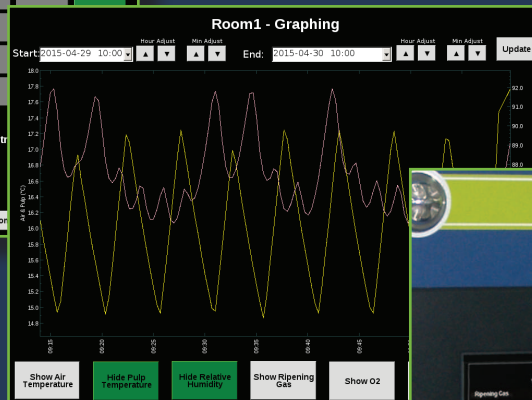 Room1 - Graphing
Hour Adjust Min Adjust Hour Adjust Min Adjust
Start: 2015-04-29 10:00 End: 2015-04-30 10:00 Update
18.0
17.8
17.6
17.4
17.2
17.0
16.8
16.6
16.4
16.2
16.0
15.8
15.6
15.4
15.2
15.0
14.8
Air & Pulp (°C)
92.0
91.0
90.0
89.0
88.0
09:15 09:20 09:25 09:30 09:35 09:42 09:47
Show Air
Temperature
Hide Pulp
Temperature
Hide Relative
Humidity
Show Ripening
Gas
Show O2
Ripening Gas